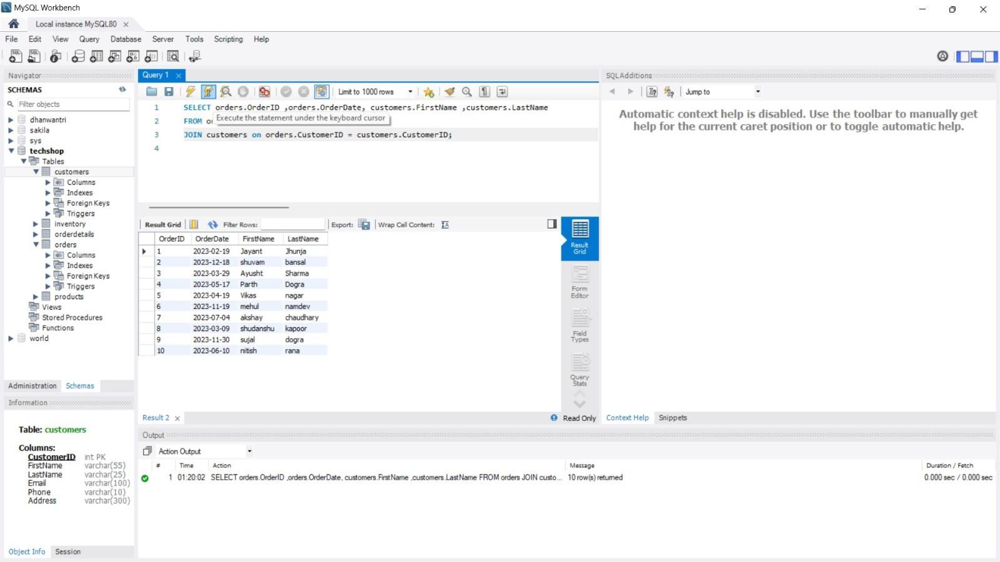 MySQL Workbench
Local instance MySQL80
File Edit View Query Database Server Tools Scripting Help
Navigator
SCHEMAS
Filter objects
dhanwantri
sakila
sys
techshop
Tables
customers
Columns
Indexes
Foreign Keys
Triggers
inventory
orderdetails
orders
Columns
Indexes
Foreign Keys
Triggers
products
Views
Stored Procedures
Functions
world
Administration Schemas
Information
Table: customers
Columns:
CustomerID int PK
FirstName varchar(55)
LastName varchar(25)
Email varchar(100)
Phone varchar(10)
Address varchar(300)
Object Info Session
Query 1
Limit to 1000 rows
1 SELECT orders.OrderID ,orders.OrderDate, customers.FirstName ,customers.LastName
Execute the statement under the keyboard cursor
2 FROM
3 JOIN customers on orders.CustomerID = customers.CustomerID;
4
Result Grid Filter Rows: Export: Wrap Cell Content:
OrderID OrderDate FirstName LastName
1 2023-02-19 Jayant Jhunja
2 2023-12-18 shuvam bansal
3 2023-03-29 Ayusht Sharma
4 2023-05-17 Parth Dogra
5 2023-04-19 Vikas nagar
6 2023-11-19 mehul namdev
7 2023-07-04 akshay chaudhary
8 2023-03-09 shudanshu kapoor
9 2023-11-30 sujal dogra
10 2023-06-10 nitish rana
Result
Grid
Form
Editor
Field
Types
Query
Stats
Result 2 Read Only
SQLAdditions
Jump to
Automatic context help is disabled. Use the toolbar to manually get
help for the current caret position or to toggle automatic help.
Context Help Snippets
Output
Action Output
# Time Action Message Duration / Fetch
1 01:20:02 SELECT orders.OrderID ,orders.OrderDate, customers.FirstName ,customers.LastName FROM orders JOIN custo... 10 row(s) returned 0.000 sec / 0.000 sec